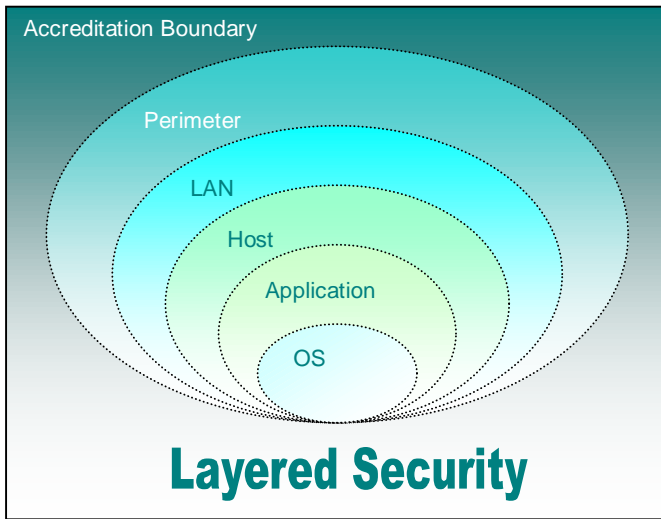 Accreditation Boundary
Perimeter
LAN
Host
Application
OS
Layered Security